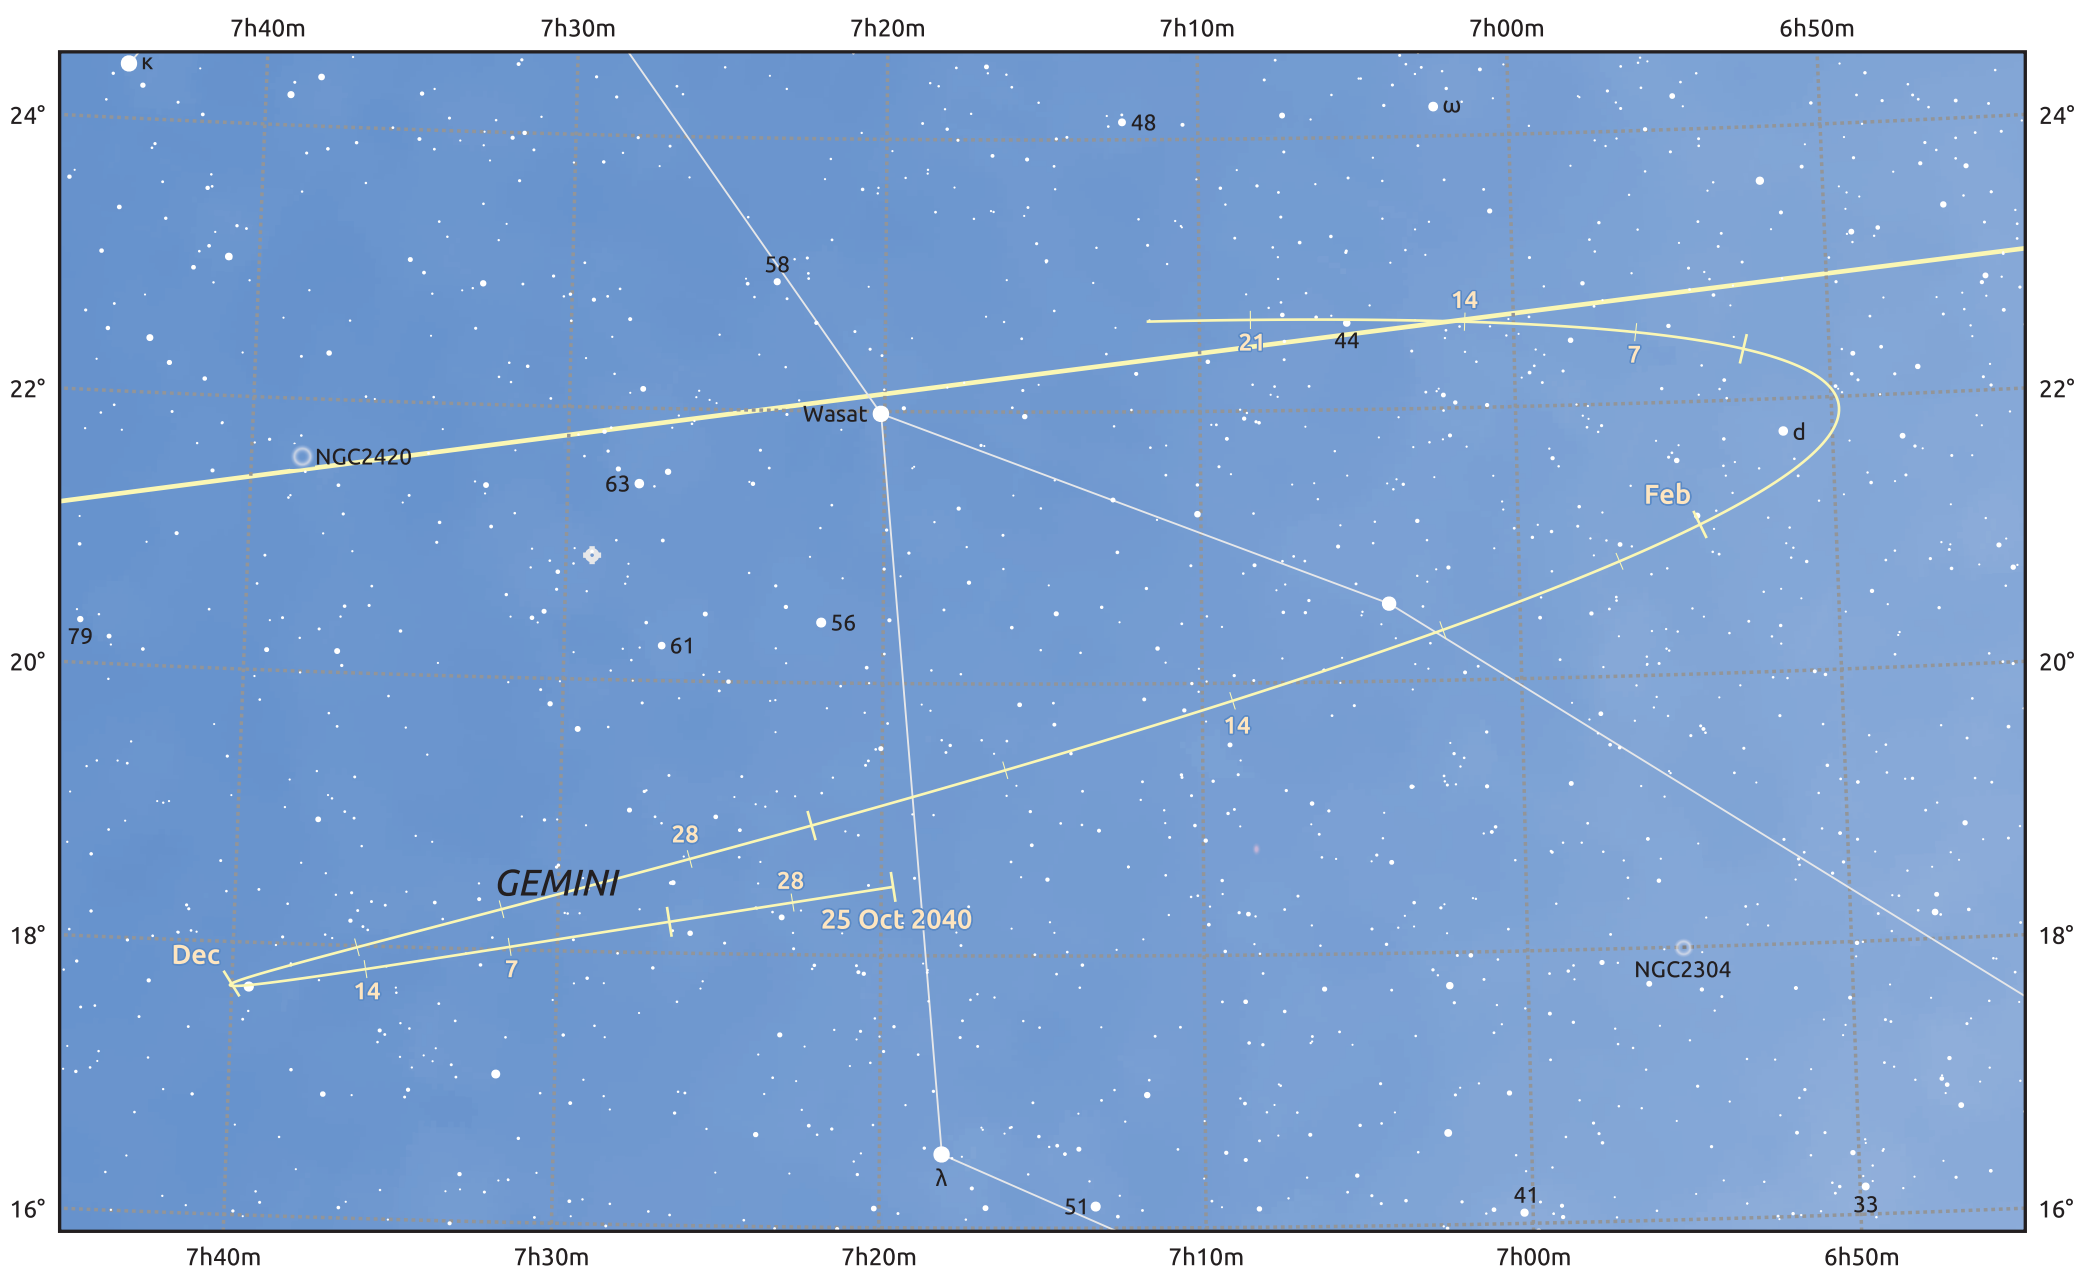 7h40m 7h30m 7h20m 7h10m 7h00m 6h50m
κ
24° 48 ω 24°
58
14
21 44 7
22° Wasat d 22°
NGC2420
63 Feb
79 61 56
20° 20°
14
28
GEMINI 28
25 Oct 2040
18° Dec 7 18°
14 NGC2304
λ
51 41 33
16° 16°
7h40m 7h30m 7h20m 7h10m 7h00m 6h50m